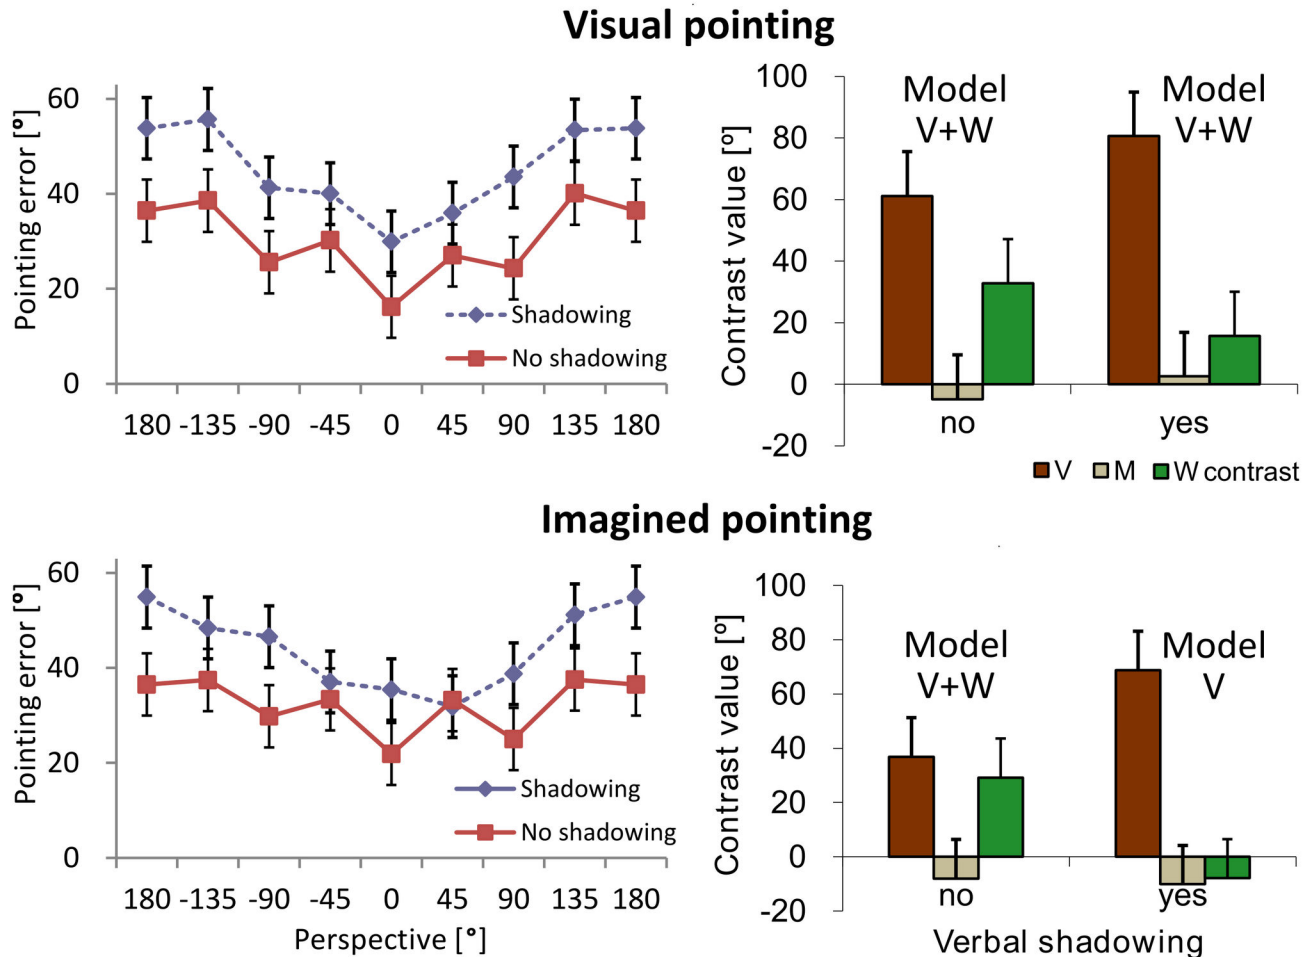 Visual pointing
Pointing error [°]
60
40
20
0
Shadowing
No shadowing
180 -135 -90 -45 0 45 90 135 180
Contrast value [º]
100
80
60
40
20
0
-20
Model
V+W
Model
V+W
no yes
V M W contrast
Imagined pointing
Pointing error [°]
60
40
20
0
Shadowing
No shadowing
180 -135 -90 -45 0 45 90 135 180
Perspective [°]
Contrast value [º]
100
80
60
40
20
0
-20
Model
V+W
Model
V
no yes
Verbal shadowing